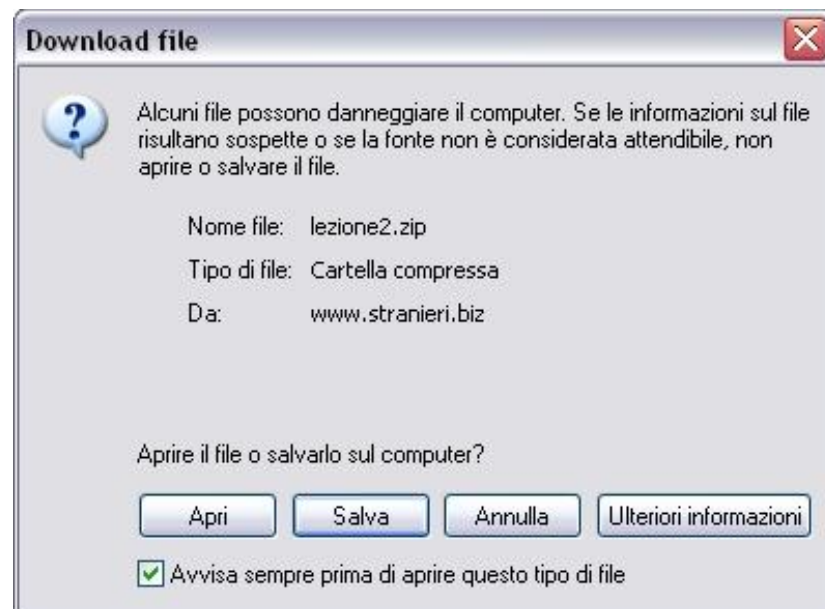 Download file
Alcuni file possono danneggiare il computer. Se le informazioni sul file
risultano sospette o se la fonte non è considerata attendibile, non
aprire o salvare il file.
Nome file: lezione2.zip
Tipo di file: Cartella compressa
Da: www.stranieri.biz
Aprire il file o salvarlo sul computer?
Apri Salva Annulla Ulteriori informazioni
Avvisa sempre prima di aprire questo tipo di file